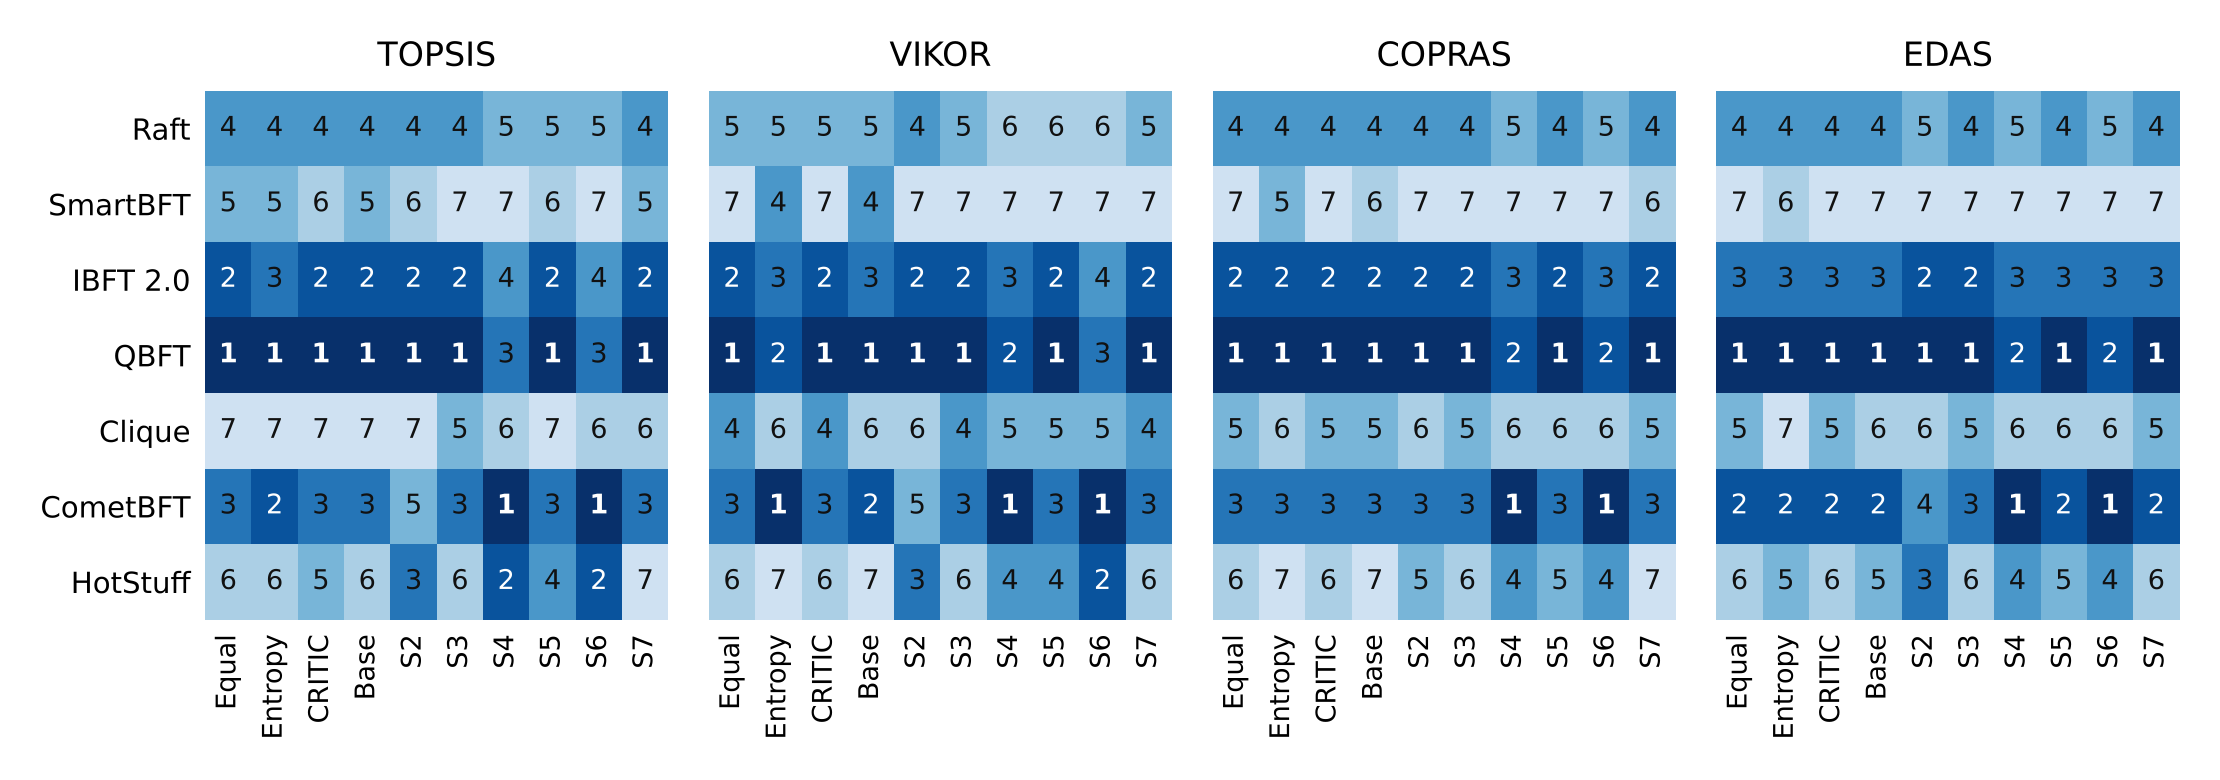 TOPSIS VIKOR COPRAS EDAS
Raft 4 4 4 4 4 4 5 5 5 4 5 5 5 5 4 5 6 6 6 5 4 4 4 4 4 4 5 4 5 4 4 4 4 4 5 4 5 4 5 4
SmartBFT 5 5 6 5 6 7 7 6 7 5 7 4 7 4 7 7 7 7 7 7 7 5 7 6 7 7 7 7 7 6 7 6 7 7 7 7 7 7 7 7
IBFT 2.0 2 3 2 2 2 2 4 2 4 2 2 3 2 3 2 2 3 2 4 2 2 2 2 2 2 2 3 2 3 2 3 3 3 3 2 2 3 3 3 3
QBFT 1 1 1 1 1 1 3 1 3 1 1 2 1 1 1 1 2 1 3 1 1 1 1 1 1 1 2 1 2 1 1 1 1 1 1 1 2 1 2 1
Clique 7 7 7 7 7 5 6 7 6 6 4 6 4 6 6 4 5 5 5 4 5 6 5 5 6 5 6 6 6 5 5 7 5 6 6 5 6 6 6 5
CometBFT 3 2 3 3 5 3 1 3 1 3 3 1 3 2 5 3 1 3 1 3 3 3 3 3 3 3 1 3 1 3 2 2 2 2 4 3 1 2 1 2
HotStuff 6 6 5 6 3 6 2 4 2 7 6 7 6 7 3 6 4 4 2 6 6 7 6 7 5 6 4 5 4 7 6 5 6 5 3 6 4 5 4 6
Equal Entropy CRITIC Base S2 S3 S4 S5 S6 S7 Equal Entropy CRITIC Base S2 S3 S4 S5 S6 S7 Equal Entropy CRITIC Base S2 S3 S4 S5 S6 S7 Equal Entropy CRITIC Base S2 S3 S4 S5 S6 S7